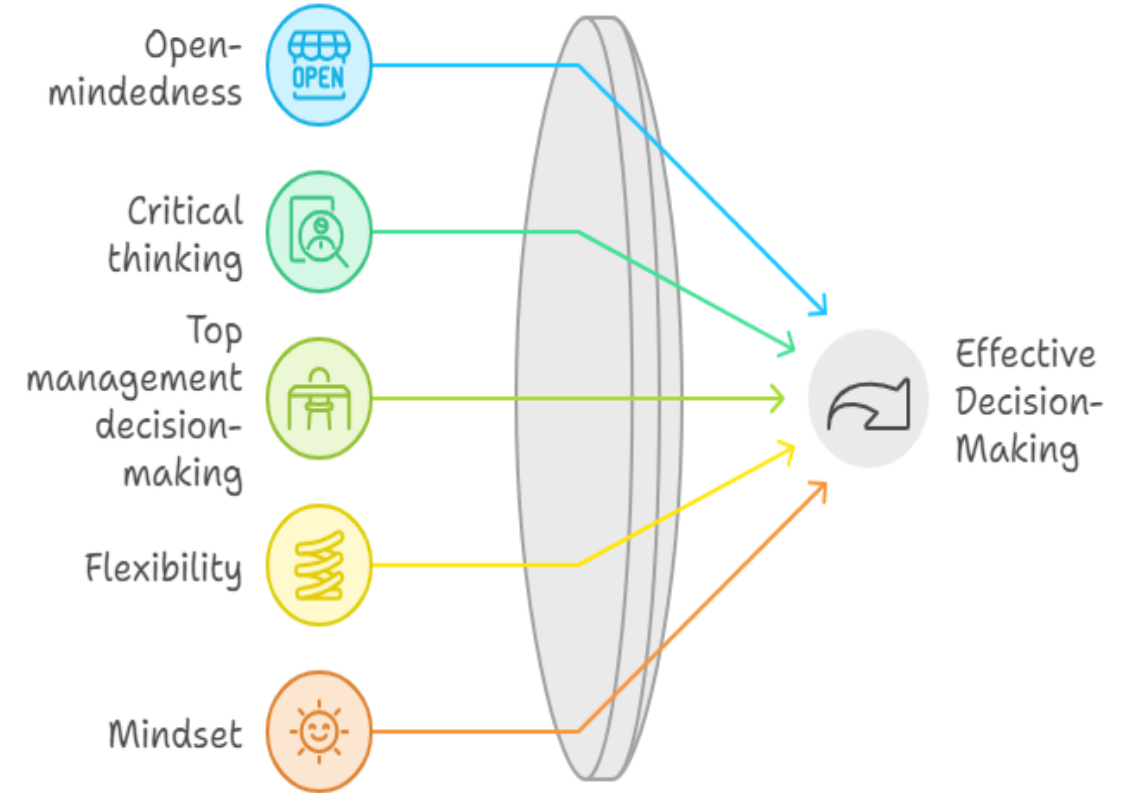 Open-
mindedness
OPEN
Critical
thinking
Top
management
decision-
making
Flexibility
Mindset
Effective
Decision-
Making